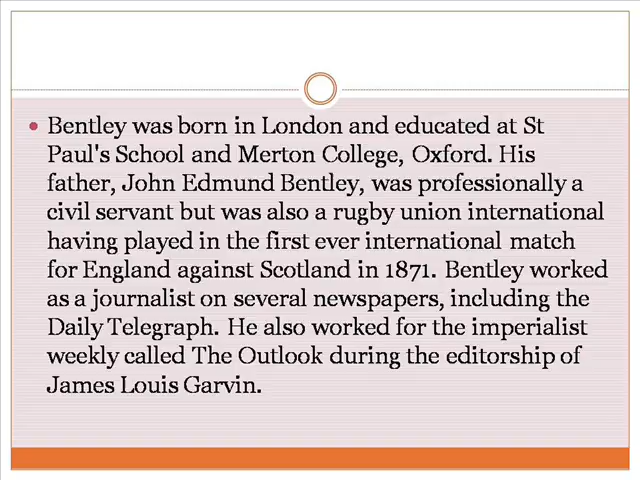 Bentley was born in London and educated at St
Paul's School and Merton College, Oxford. His
father, John Edmund Bentley, was professionally a
civil servant but was also a rugby union international
having played in the first ever international match
for England against Scotland in 1871. Bentley worked
as a journalist on several newspapers, including the
Daily Telegraph. He also worked for the imperialist
weekly called The Outlook during the editorship of
James Louis Garvin.